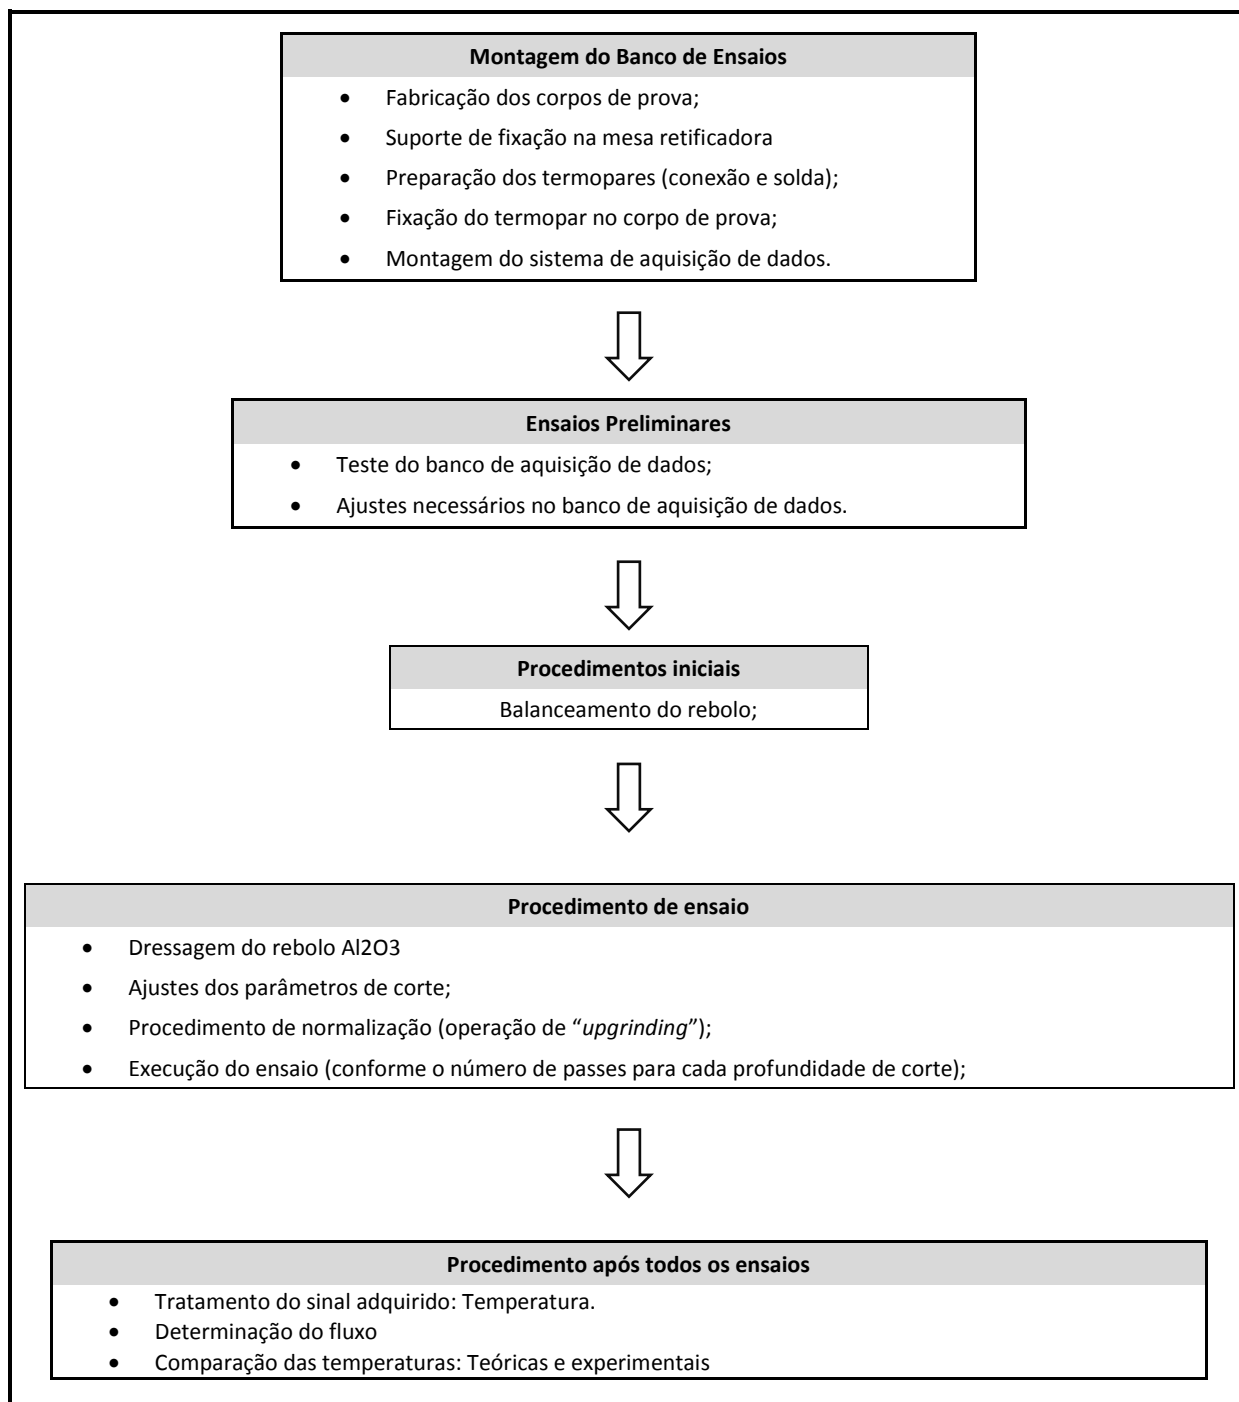 Montagem do Banco de Ensaios
• Fabricação dos corpos de prova;
• Suporte de fixação na mesa retificadora
• Preparação dos termopares (conexão e solda);
• Fixação do termopar no corpo de prova;
• Montagem do sistema de aquisição de dados.
Ensaios Preliminares
• Teste do banco de aquisição de dados;
• Ajustes necessários no banco de aquisição de dados.
Procedimentos iniciais
Balanceamento do rebolo;
Procedimento de ensaio
• Dressagem do rebolo Al2O3
• Ajustes dos parâmetros de corte;
• Procedimento de normalização (operação de “upgrinding”);
• Execução do ensaio (conforme o número de passes para cada profundidade de corte);
Procedimento após todos os ensaios
• Tratamento do sinal adquirido: Temperatura.
• Determinação do fluxo
• Comparação das temperaturas: Teóricas e experimentais